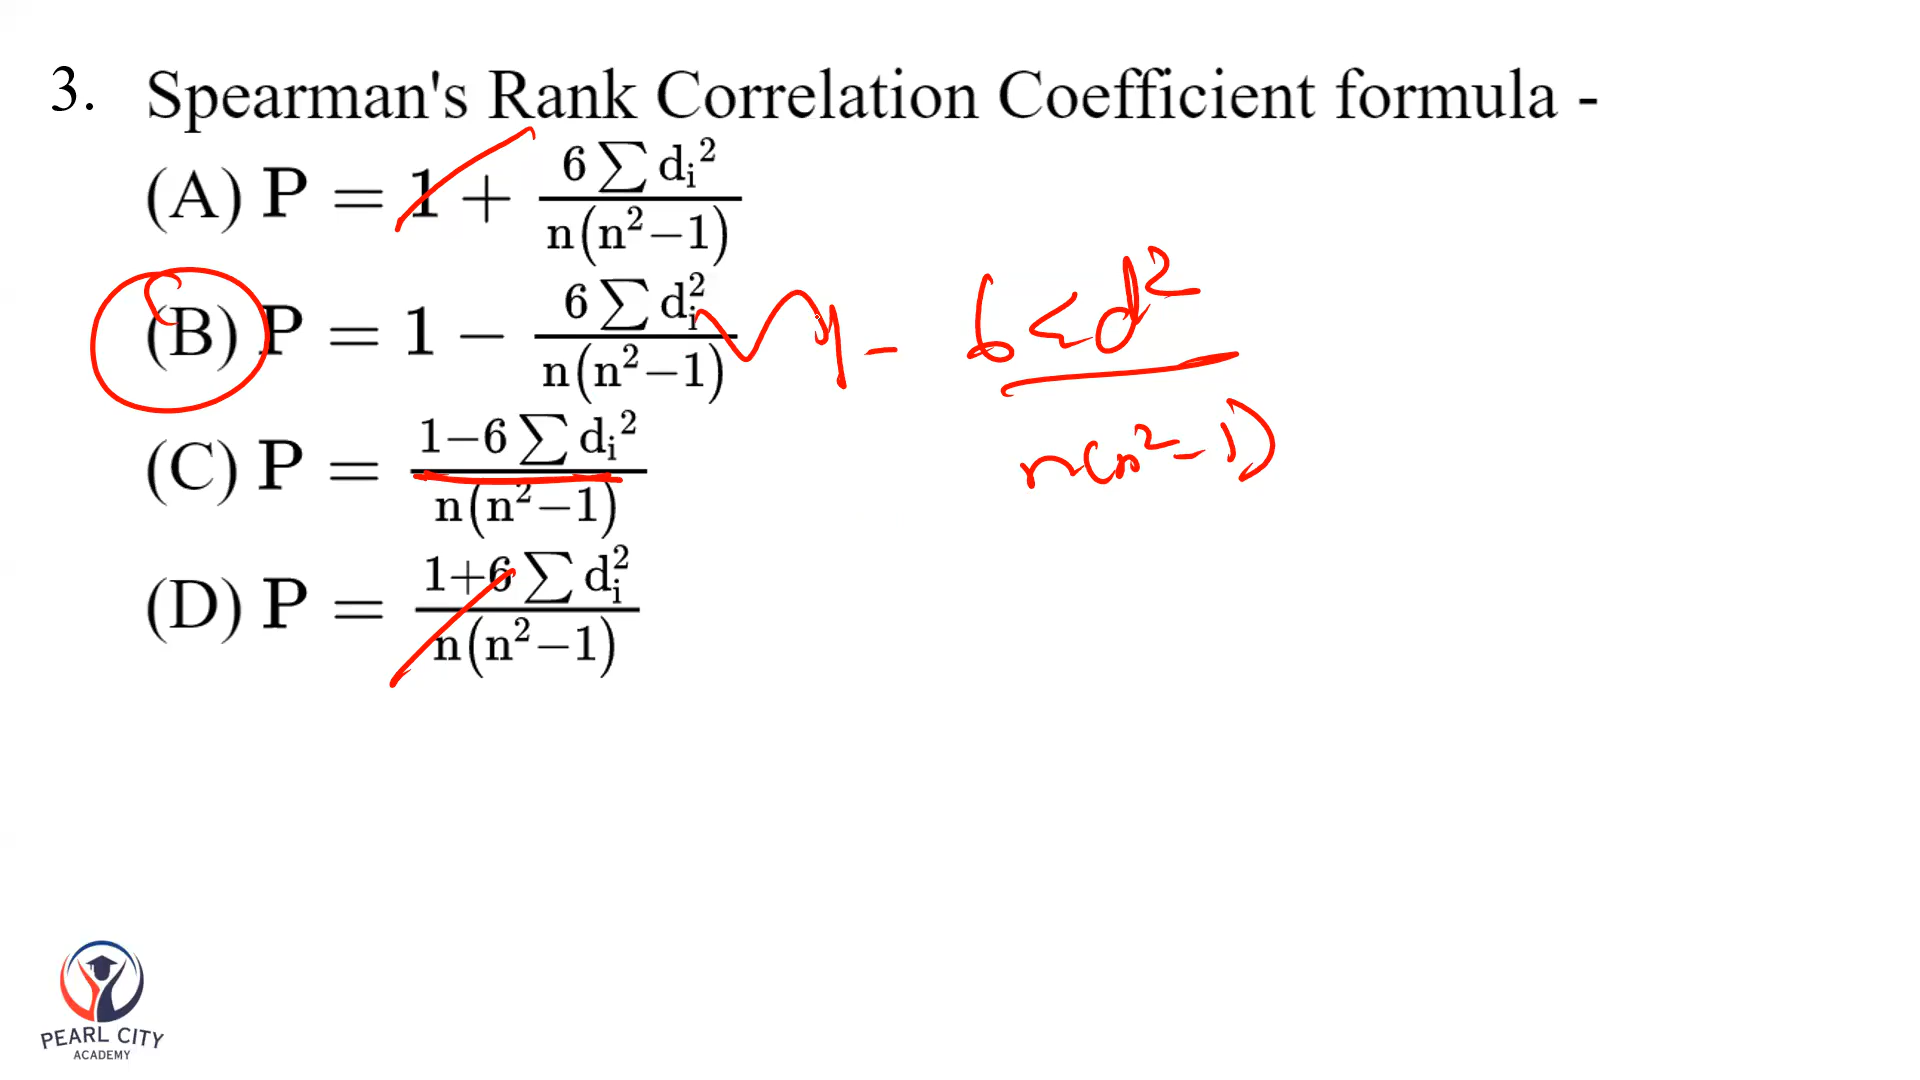 3. Spearman's Rank Correlation Coefficient formula -
(A) P = 1 + 6 ∑ dᵢ² / n(n²−1)
(B) P = 1 − 6 ∑ dᵢ² / n(n²−1)
1 - 6 < d² / n(n²-1)
(C) P = 1−6 ∑ dᵢ² / n(n²−1)
(D) P = 1+6 ∑ dᵢ² / n(n²−1)
PEARL CITY
ACADEMY